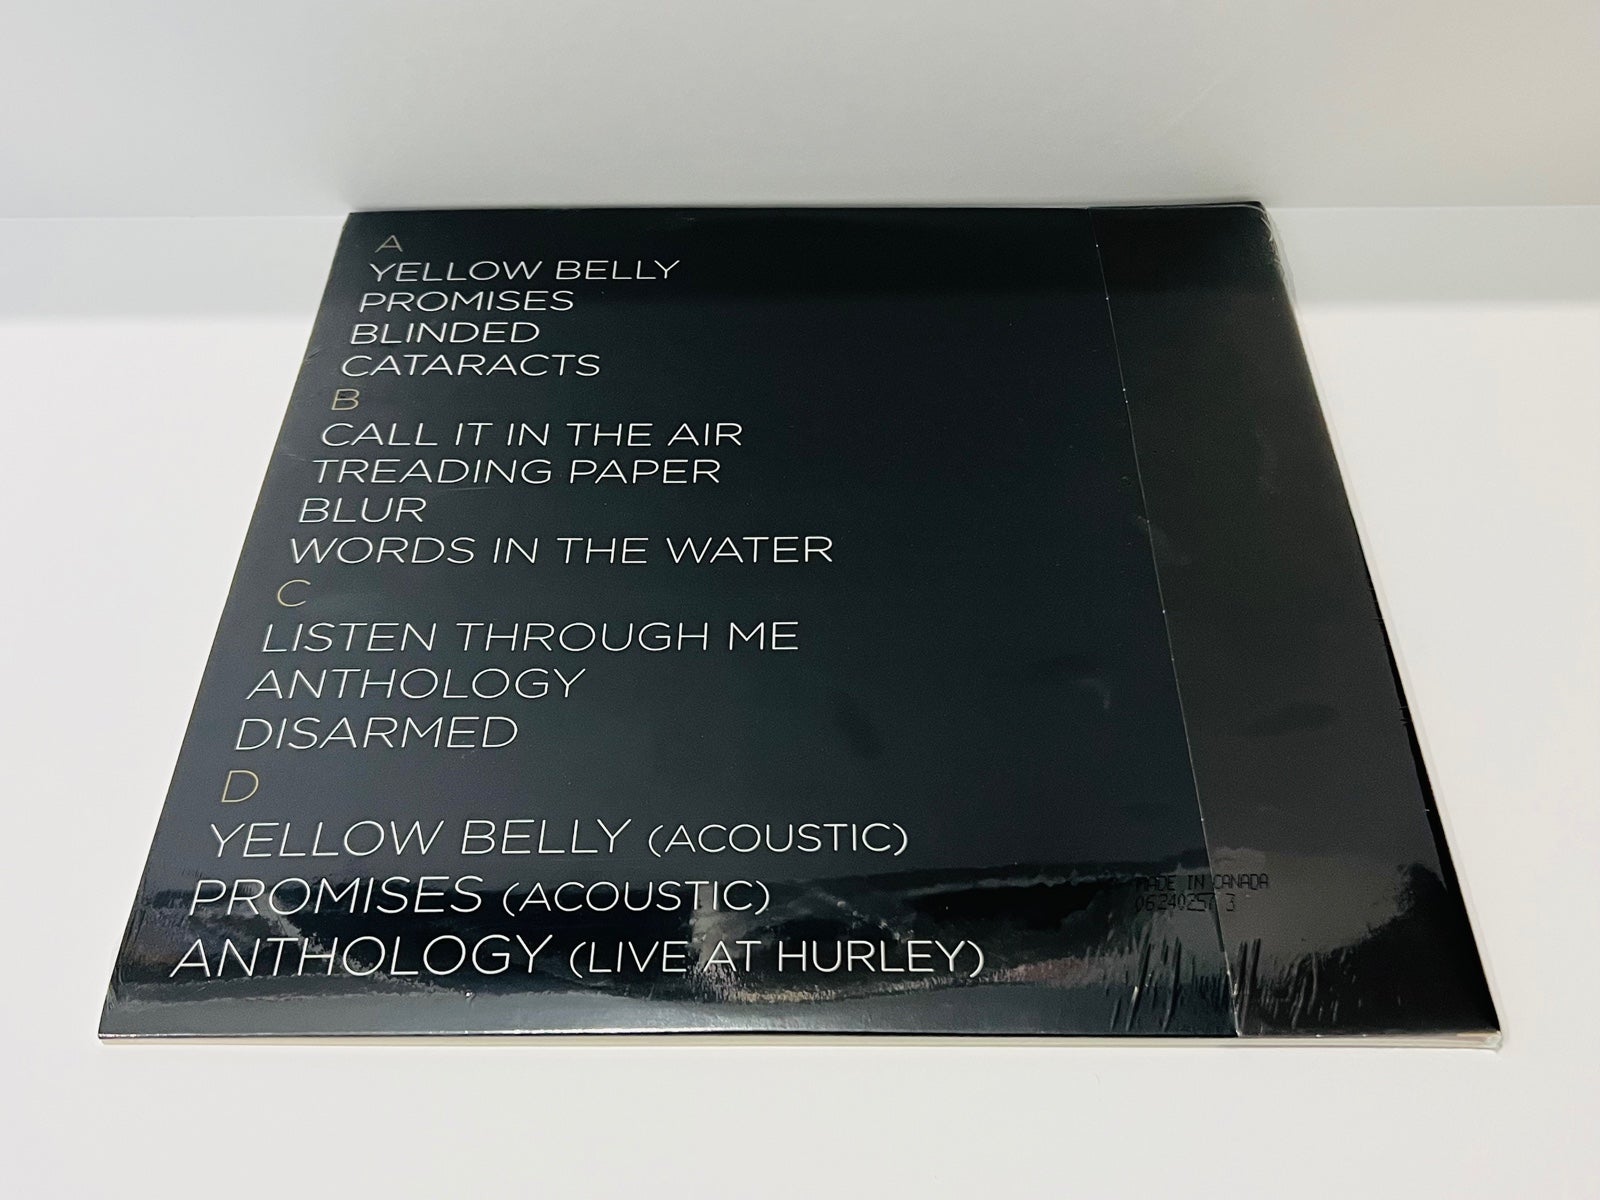 A
YELLOW BELLY
PROMISES
BLINDED
CATARACTS
B
CALL IT IN THE AIR
TREADING PAPER
BLUR
WORDS IN THE WATER
C
LISTEN THROUGH ME
ANTHOLOGY
DISARMED
D
YELLOW BELLY (ACOUSTIC)
PROMISES (ACOUSTIC)
ANTHOLOGY (LIVE AT HURLEY)
MADE IN CANADA